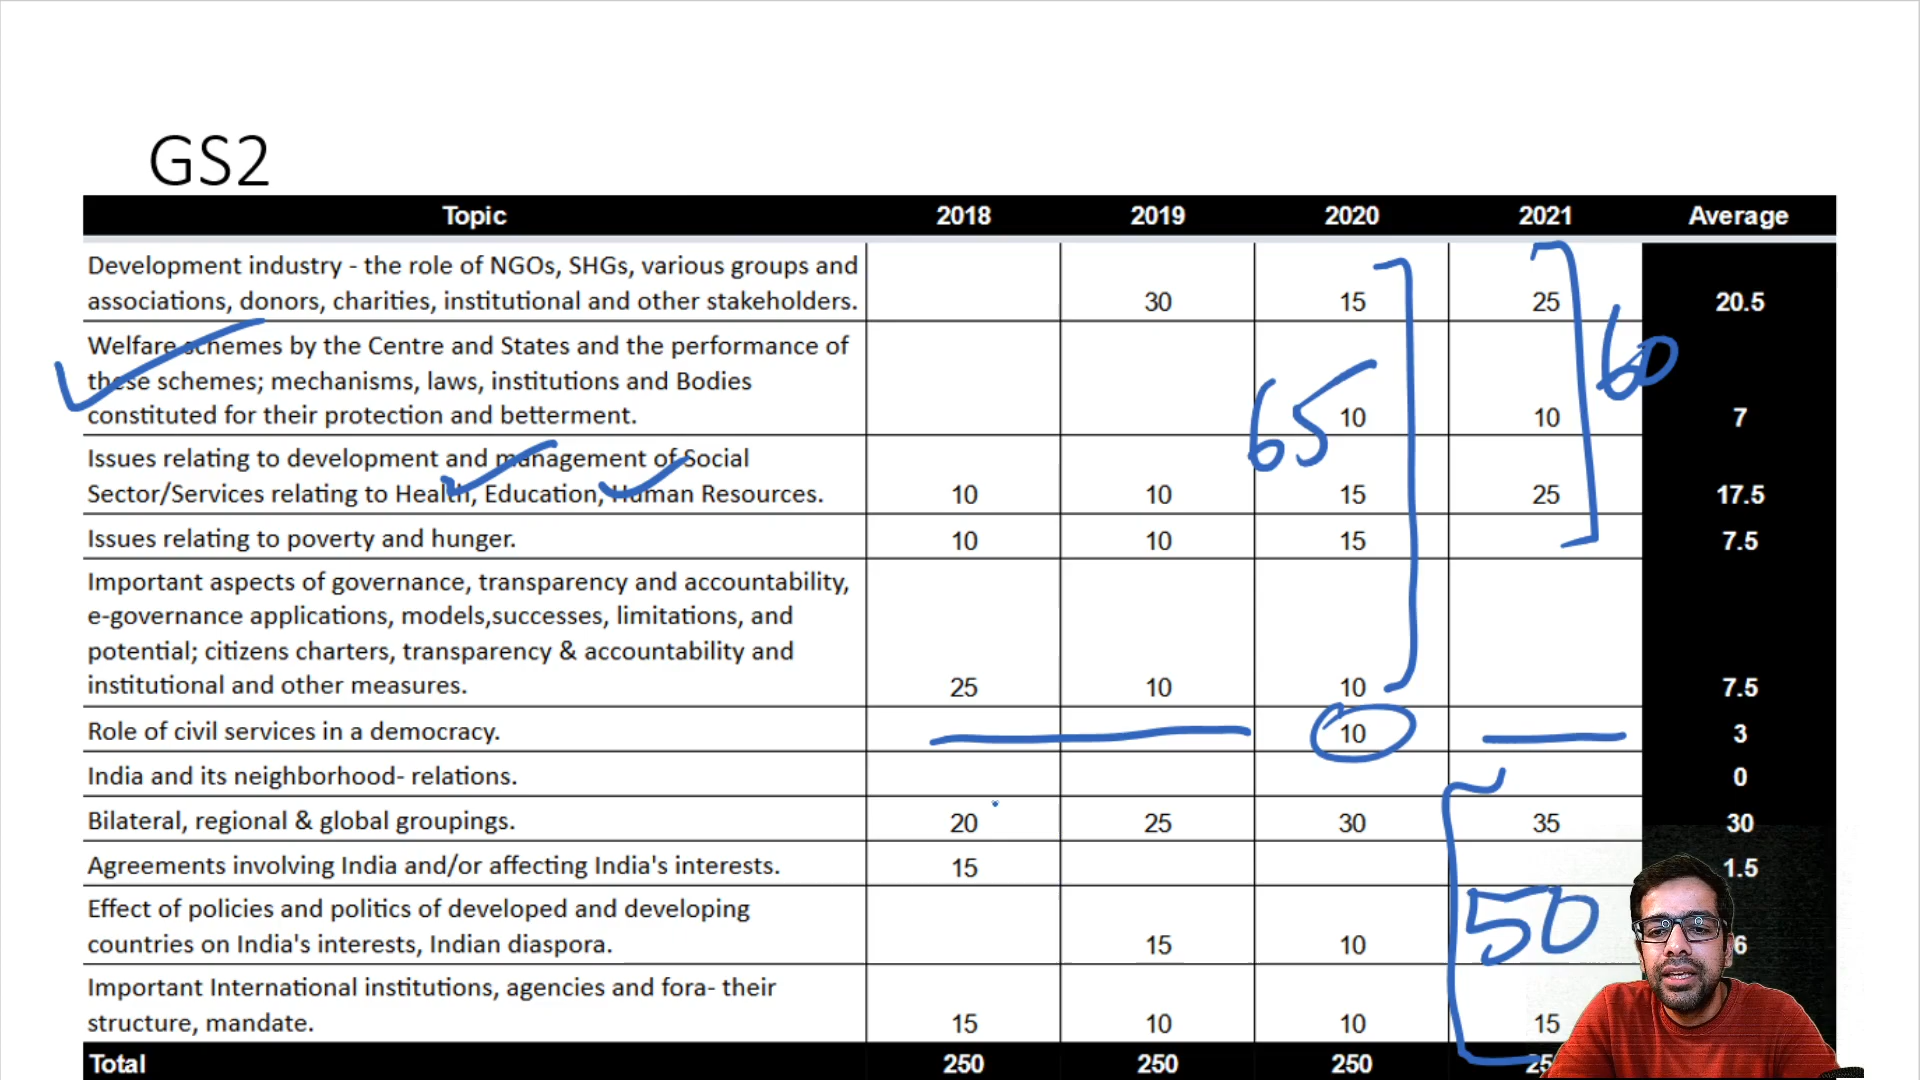 GS2
Topic 2018 2019 2020 2021 Average
Development industry - the role of NGOs, SHGs, various groups and
associations, donors, charities, institutional and other stakeholders. 30 15 25 20.5
Welfare schemes by the Centre and States and the performance of
these schemes; mechanisms, laws, institutions and Bodies
constituted for their protection and betterment. 10 10 7
65
60
Issues relating to development and management of Social
Sector/Services relating to Health, Education, Human Resources. 10 10 15 25 17.5
Issues relating to poverty and hunger. 10 10 15 7.5
Important aspects of governance, transparency and accountability,
e-governance applications, models,successes, limitations, and
potential; citizens charters, transparency & accountability and
institutional and other measures. 25 10 10 7.5
Role of civil services in a democracy. 10 3
India and its neighborhood- relations. 0
Bilateral, regional & global groupings. 20 25 30 35 30
Agreements involving India and/or affecting India's interests. 15 1.5
Effect of policies and politics of developed and developing
countries on India's interests, Indian diaspora. 15 10 6
50
Important International institutions, agencies and fora- their
structure, mandate. 15 10 10 15
Total 250 250 250